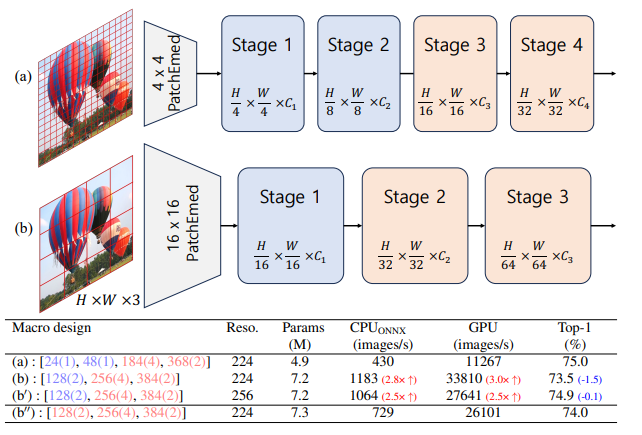 (a)
4 x 4
PatchEmed
Stage 1
H/4 × W/4 × C₁
Stage 2
H/8 × W/8 × C₂
Stage 3
H/16 × W/16 × C₃
Stage 4
H/32 × W/32 × C₄
(b)
H × W × 3
16 x 16
PatchEmed
Stage 1
H/16 × W/16 × C₁
Stage 2
H/32 × W/32 × C₂
Stage 3
H/64 × W/64 × C₃
Macro design Reso. Params CPU_ONNX GPU Top-1
(M) (images/s) (images/s) (%)
(a) : [24(1), 48(1), 184(4), 368(2)] 224 4.9 430 11267 75.0
(b) : [128(2), 256(4), 384(2)] 224 7.2 1183 (2.8× ↑) 33810 (3.0× ↑) 73.5 (-1.5)
(b′) : [128(2), 256(4), 384(2)] 256 7.2 1064 (2.5× ↑) 27641 (2.5× ↑) 74.9 (-0.1)
(b″) : [128(2), 256(4), 384(2)] 224 7.3 729 26101 74.0